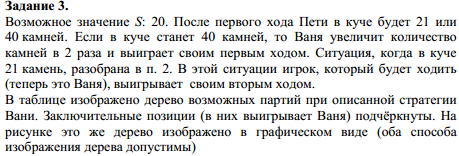 Задание 3.
Возможное значение S: 20. После первого хода Пети в куче будет 21 или
40 камней. Если в куче станет 40 камней, то Ваня увеличит количество
камней в 2 раза и выиграет своим первым ходом. Ситуация, когда в куче
21 камень, разобрана в п. 2. В этой ситуации игрок, который будет ходить
(теперь это Ваня), выигрывает своим вторым ходом.
В таблице изображено дерево возможных партий при описанной стратегии
Вани. Заключительные позиции (в них выигрывает Ваня) подчёркнуты. На
рисунке это же дерево изображено в графическом виде (оба способа
изображения дерева допустимы)